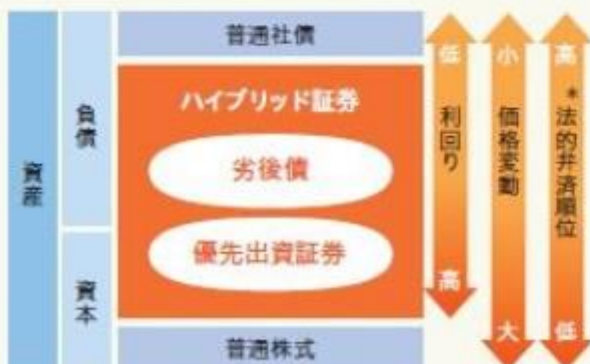 資産
負債
資本
普通社債
ハイブリッド証券
劣後債
優先出資証券
普通株式
低
利回り
高
小
価格変動
大
高
*法的弁済順位
低